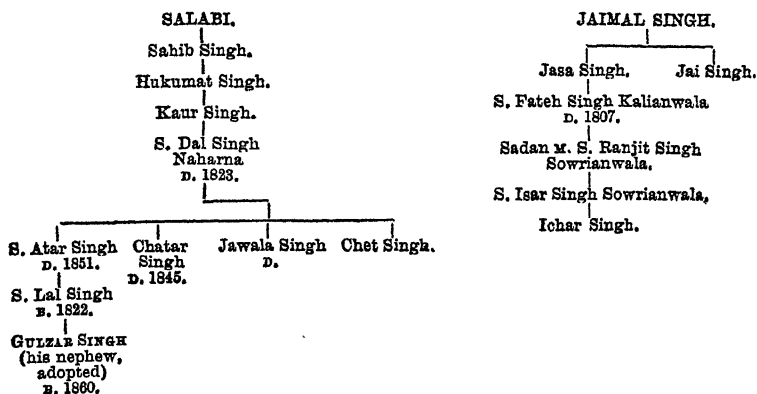 SALABI.
Sahib Singh.
Hukumat Singh.
Kaur Singh.
S. Dal Singh
Naharna
D. 1823.
S. Atar Singh
D. 1851.
S. Lal Singh
B. 1822.
GULZAR SINGH
(his nephew,
adopted)
B. 1860.
Chatar
Singh
D. 1845.
Jawala Singh
D.
Chet Singh.
JAIMAL SINGH.
Jasa Singh.
Jai Singh.
S. Fateh Singh Kalianwala
D. 1807.
Sadan M. S. Ranjit Singh
Sowrianwala.
S. Isar Singh Sowrianwala,
Ichar Singh.